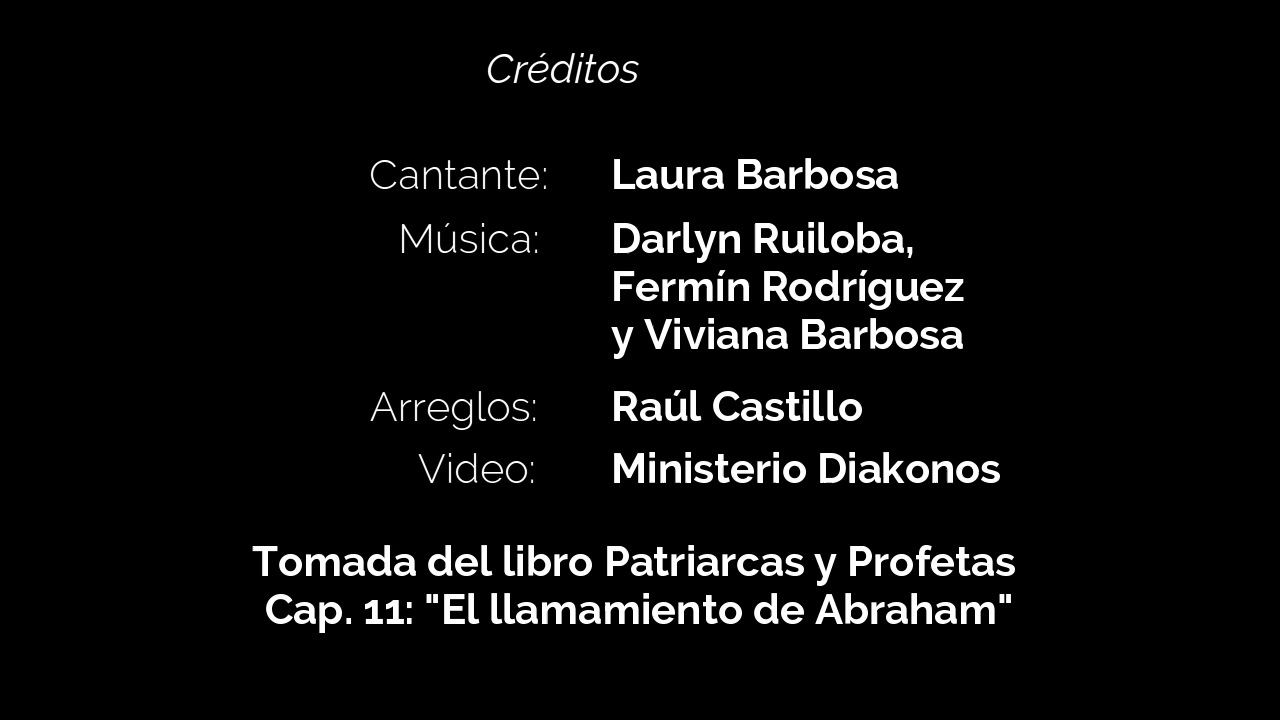 Créditos
Cantante: Laura Barbosa
Música: Darlyn Ruiloba,
Fermín Rodríguez
y Viviana Barbosa
Arreglos: Raúl Castillo
Video: Ministerio Diakonos
Tomada del libro Patriarcas y Profetas
Cap. 11: "El llamamiento de Abraham"